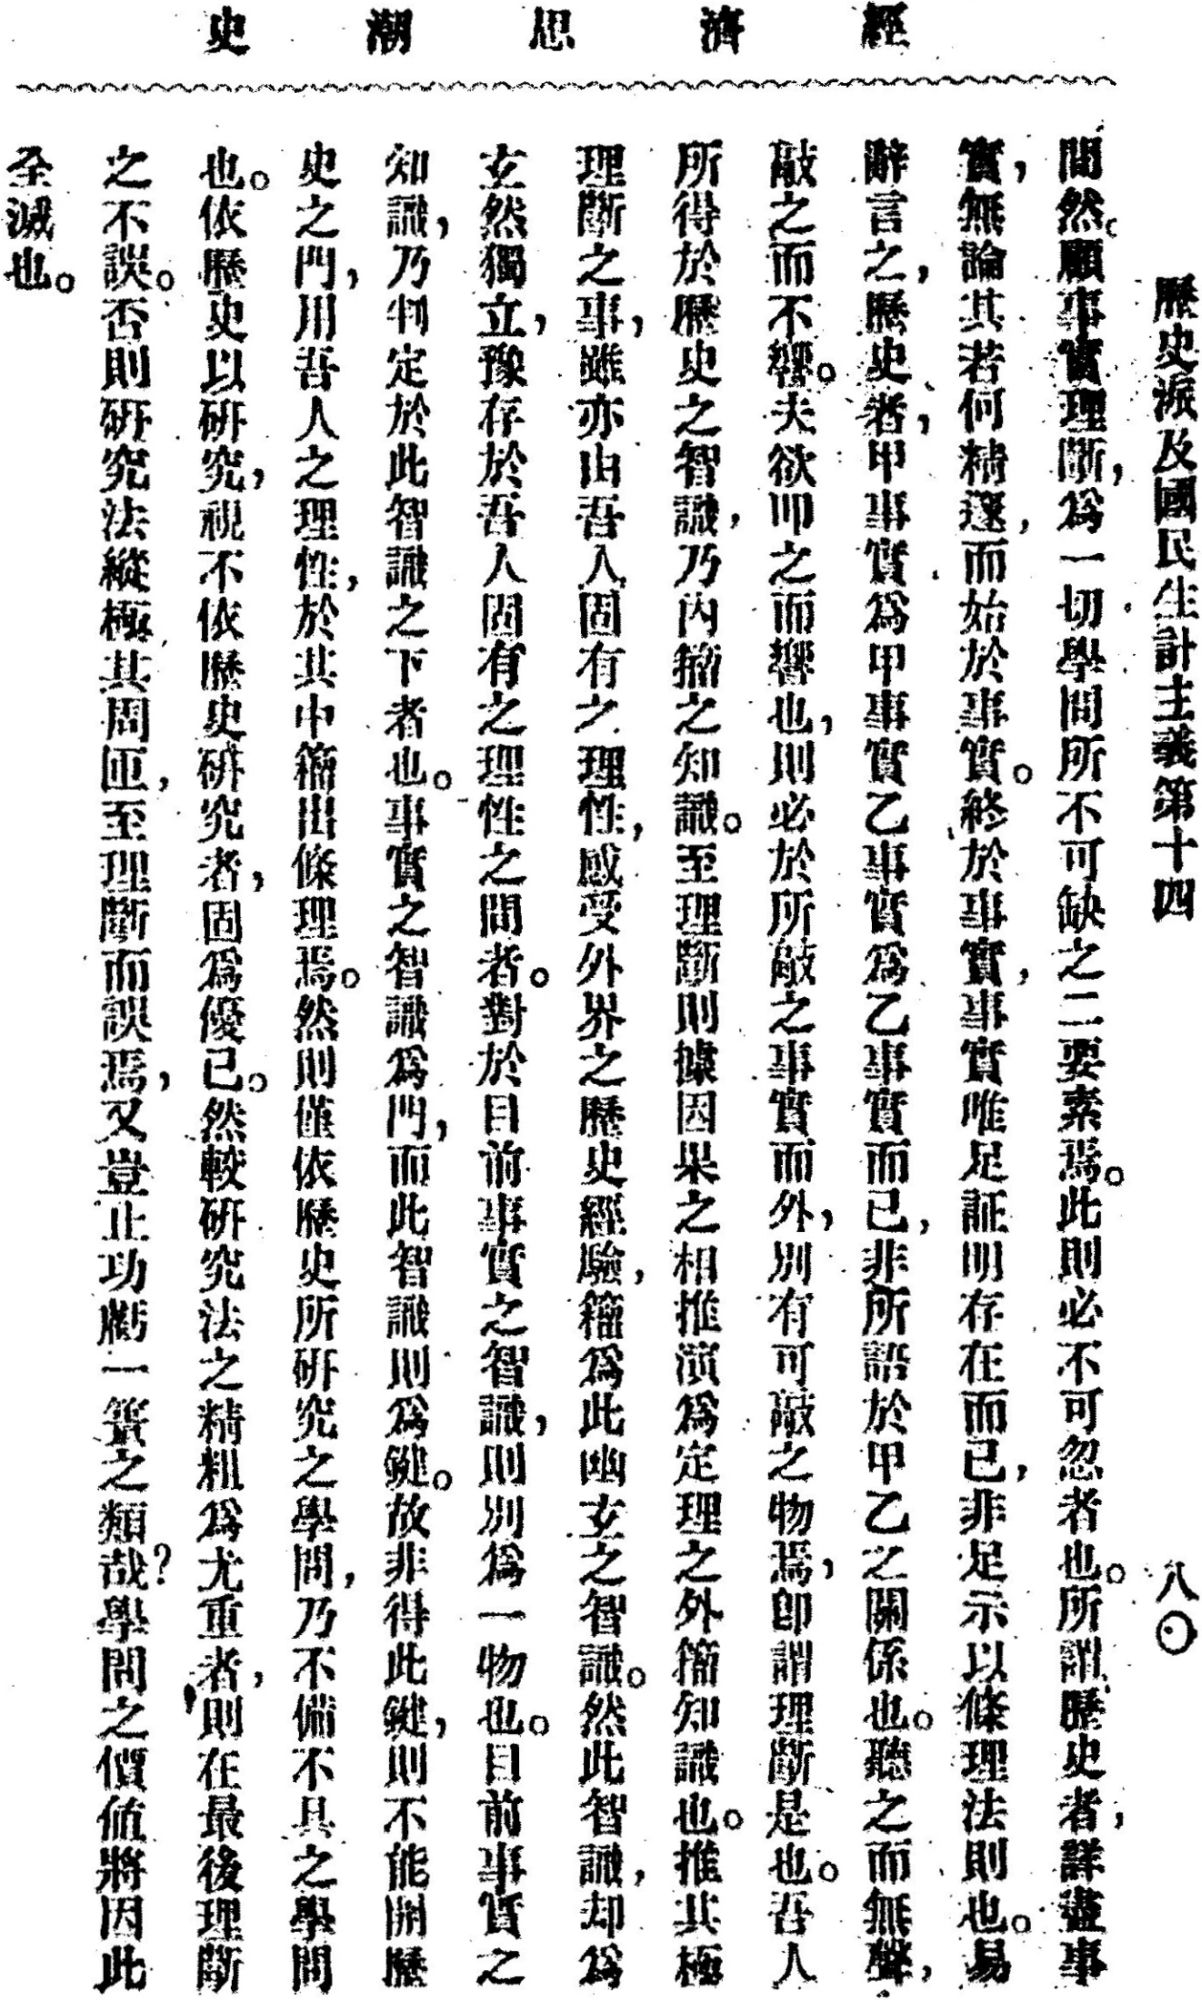 經濟思潮史
歷史派及國民生計主義第十四
八〇
間然。顧事實理斷，爲一切學問所不可缺之二要素焉。此則必不可忽者也。所謂歷史者，詳盡事
實，無論其若何精邃，而始於事實。終於事實，事實唯足証明存在而已，非足示以條理法則也。易
辭言之，歷史者，甲事實爲甲事實乙事實爲乙事實而已，非所語於甲乙之關係也。聽之而無聲，
敲之而不響。夫欲叩之而響也，則必於所敲之事實而外，別有可敲之物焉，卽謂理斷是也。吾人
所得於歷史之智識，乃內籀之知識。至理斷則據因果之相推演爲定理之外籀知識也。推其極
理斷之事，雖亦由吾人固有之理性，感受外界之歷史經驗，籀爲此幽玄之智識。然此智識，却爲
玄然獨立，豫存於吾人固有之理性之間者。對於目前事實之智識，則別爲一物也。目前事實之
知識，乃判定於此智識之下者也。事實之智識爲門，而此智識則爲鍵。故非得此鍵，則不能開歷
史之門，用吾人之理性，於其中籀出條理焉。然則僅依歷史所硏究之學問，乃不備不具之學問
也。依歷史以硏究，視不依歷史硏究者，固爲優已。然較硏究法之精粗爲尤重者，則在最後理斷
之不誤。否則硏究法縱極其周匝，至理斷而誤焉，又豈止功虧一簣之類哉？學問之價値將因此
全滅也。